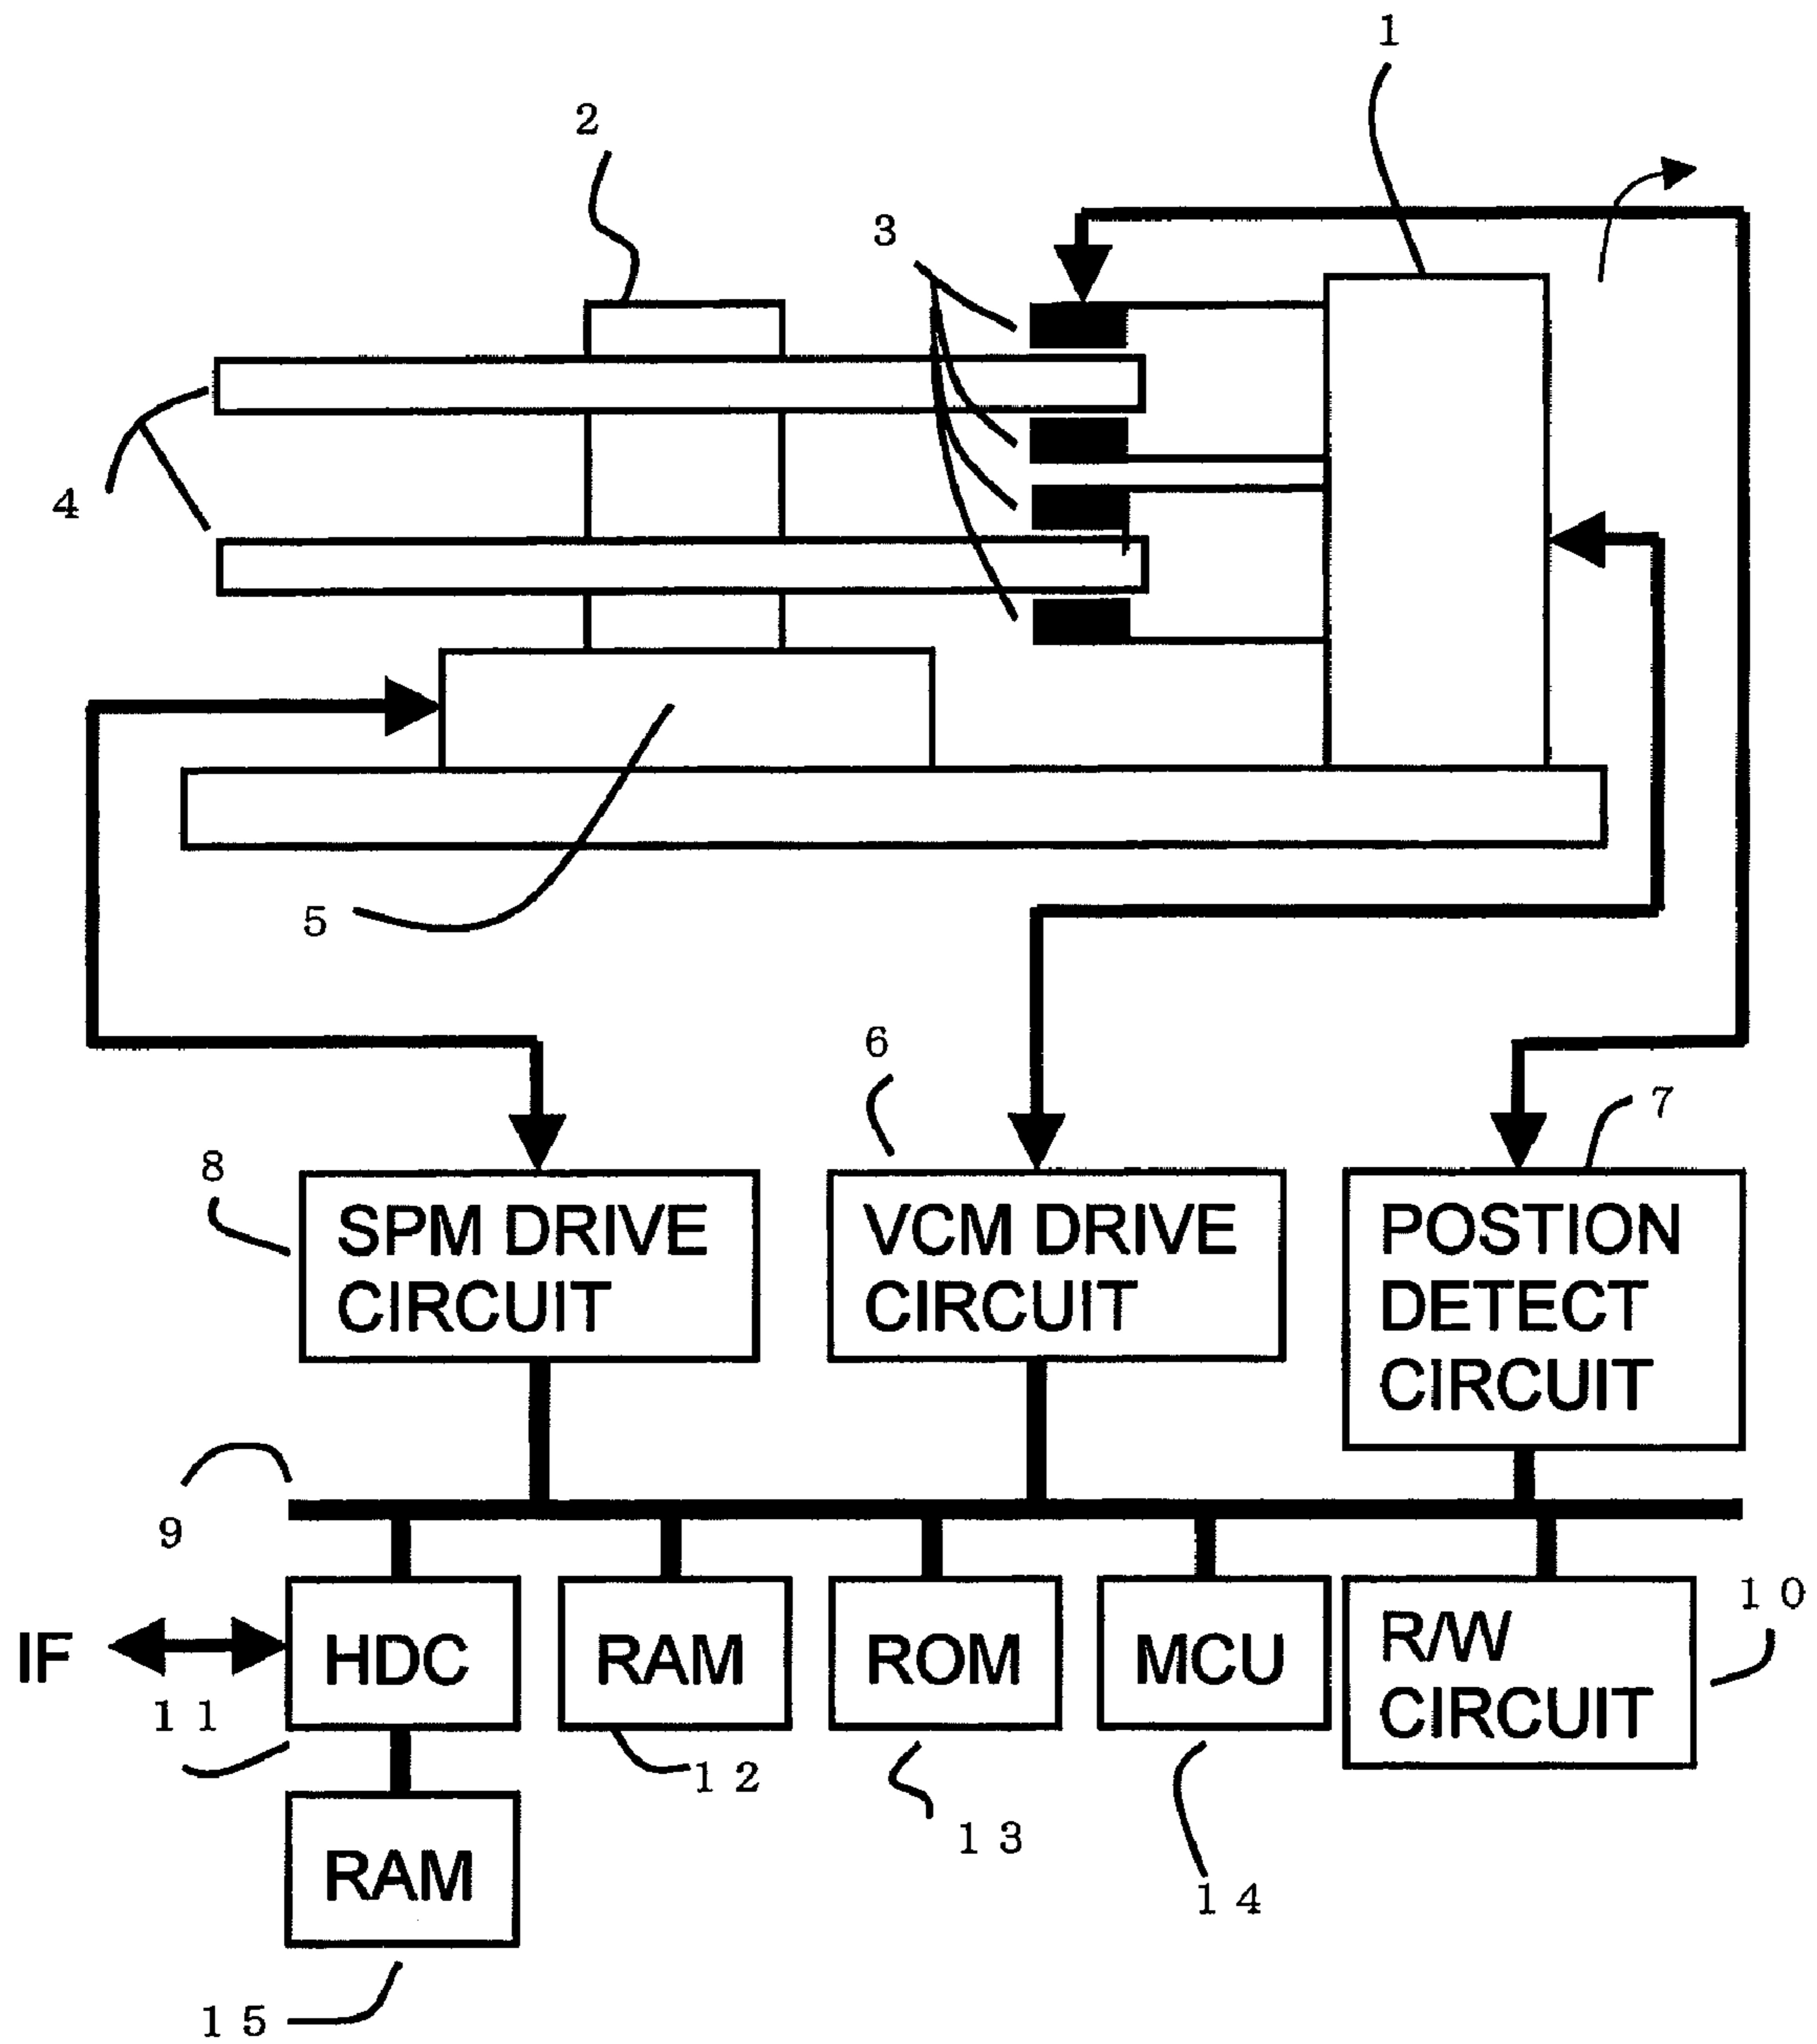 1
2
3
4
5
6
7
8
SPM DRIVE
CIRCUIT
VCM DRIVE
CIRCUIT
POSTION
DETECT
CIRCUIT
9
10
IF
HDC
RAM
ROM
MCU
R/W
CIRCUIT
11
12
13
14
RAM
15